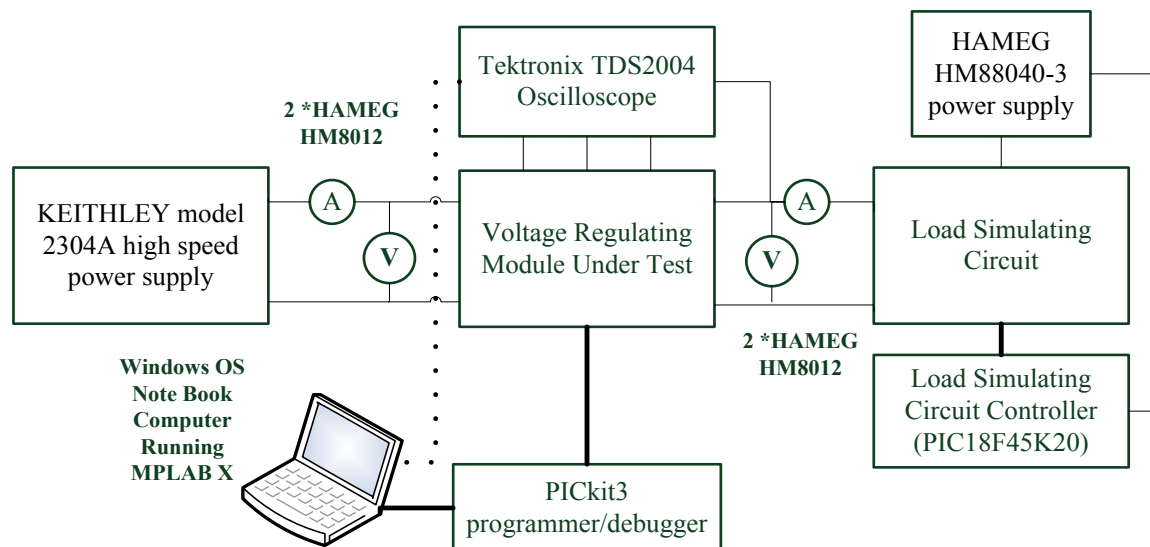 Tektronix TDS2004
Oscilloscope
HAMEG
HM88040-3
power supply
2 *HAMEG
HM8012
KEITHLEY model
2304A high speed
power supply
A
V
Voltage Regulating
Module Under Test
A
V
Load Simulating
Circuit
2 *HAMEG
HM8012
Windows OS
Note Book
Computer
Running
MPLAB X
Load Simulating
Circuit Controller
(PIC18F45K20)
PICkit3
programmer/debugger